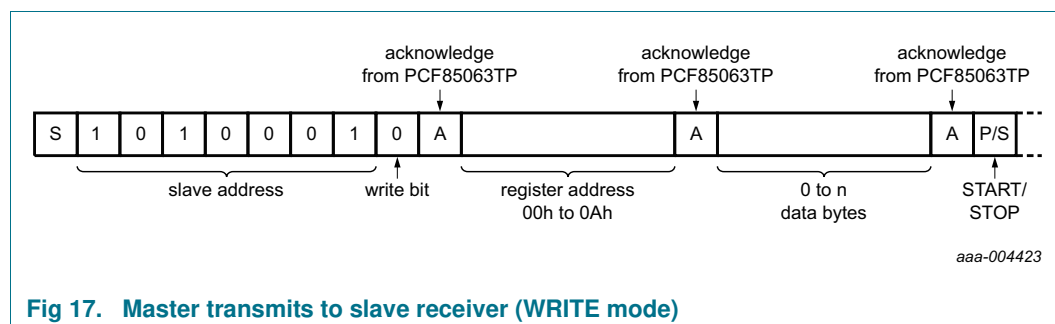 acknowledge acknowledge acknowledge
from PCF85063TP from PCF85063TP from PCF85063TP
S 1 0 1 0 0 0 1 0 A A A P/S
slave address write bit register address 0 to n START/
00h to 0Ah data bytes STOP
aaa-004423
Fig 17. Master transmits to slave receiver (WRITE mode)